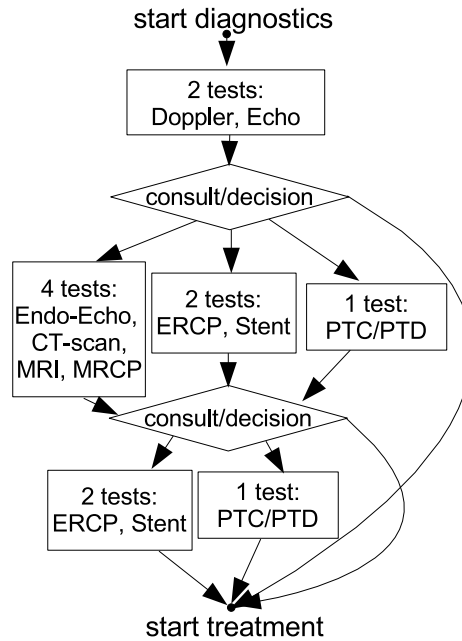 start diagnostics
2 tests:
Doppler, Echo
consult/decision
4 tests:
Endo-Echo,
CT-scan,
MRI, MRCP
2 tests:
ERCP, Stent
1 test:
PTC/PTD
consult/decision
2 tests:
ERCP, Stent
1 test:
PTC/PTD
start treatment